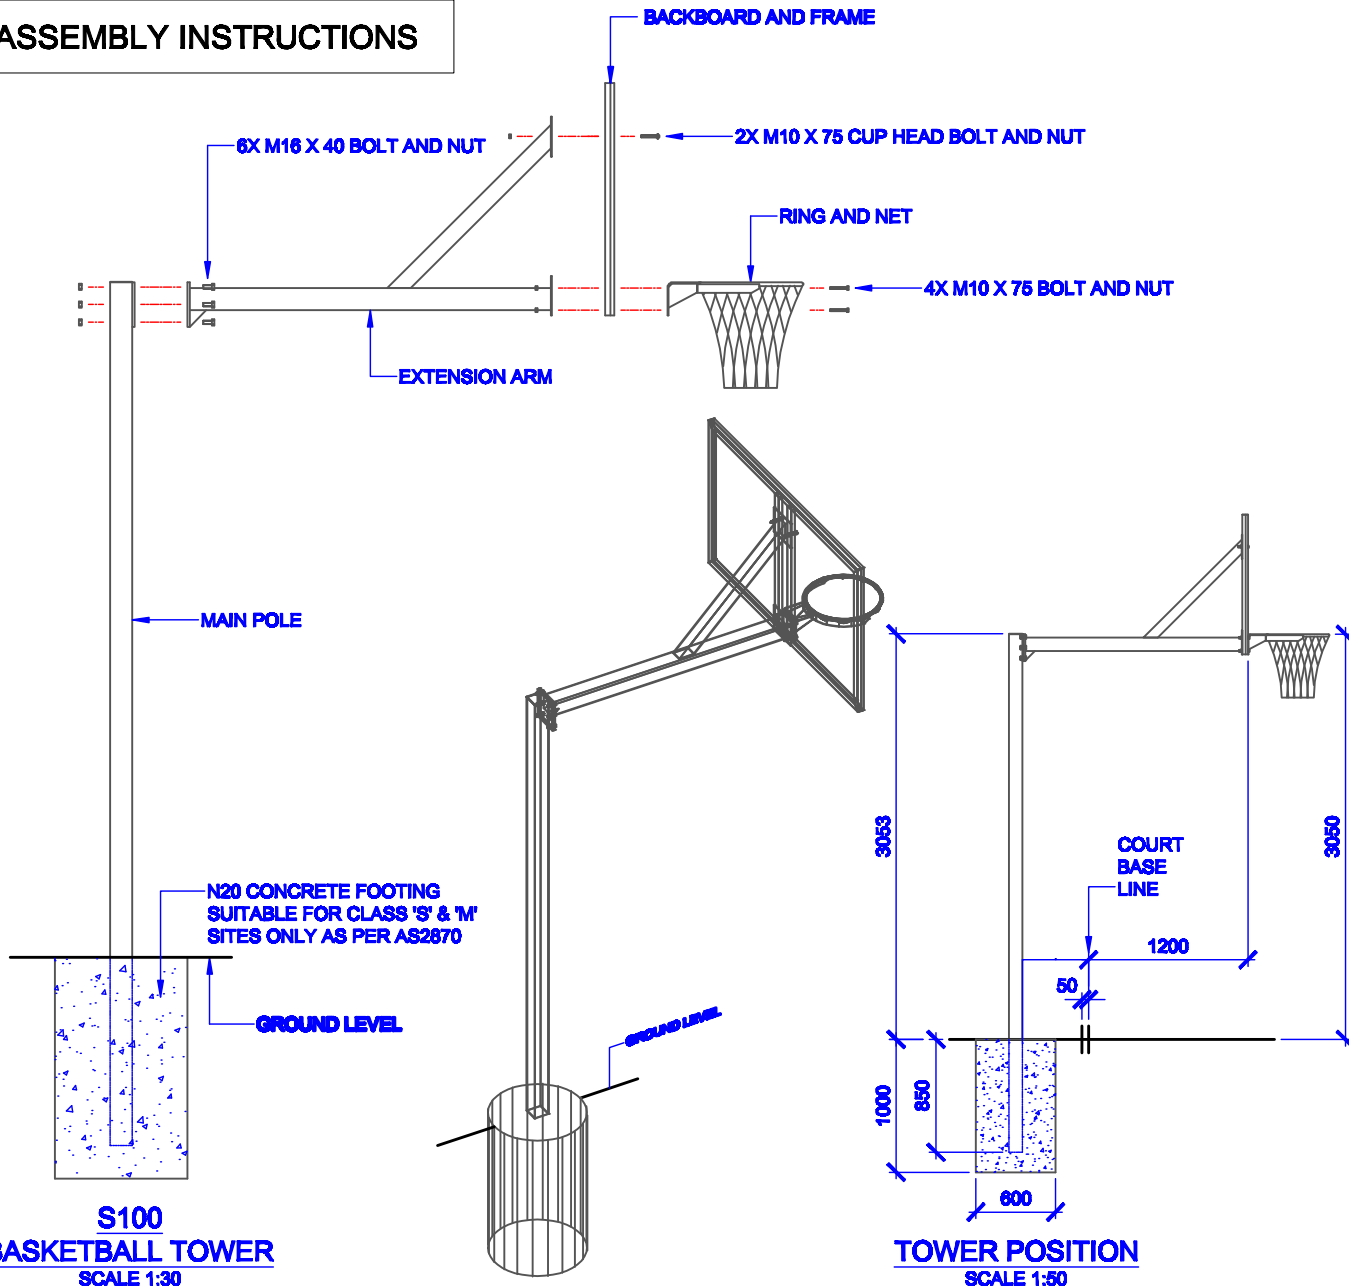 ASSEMBLY INSTRUCTIONS
BACKBOARD AND FRAME
6X M16 X 40 BOLT AND NUT
2X M10 X 75 CUP HEAD BOLT AND NUT
RING AND NET
4X M10 X 75 BOLT AND NUT
EXTENSION ARM
MAIN POLE
N20 CONCRETE FOOTING
SUITABLE FOR CLASS 'S' & 'M'
SITES ONLY AS PER AS2870
GROUND LEVEL
S100
BASKETBALL TOWER
SCALE 1:30
GROUND LEVEL
3053
3050
COURT
BASE
LINE
1200
50
1000
850
600
TOWER POSITION
SCALE 1:50